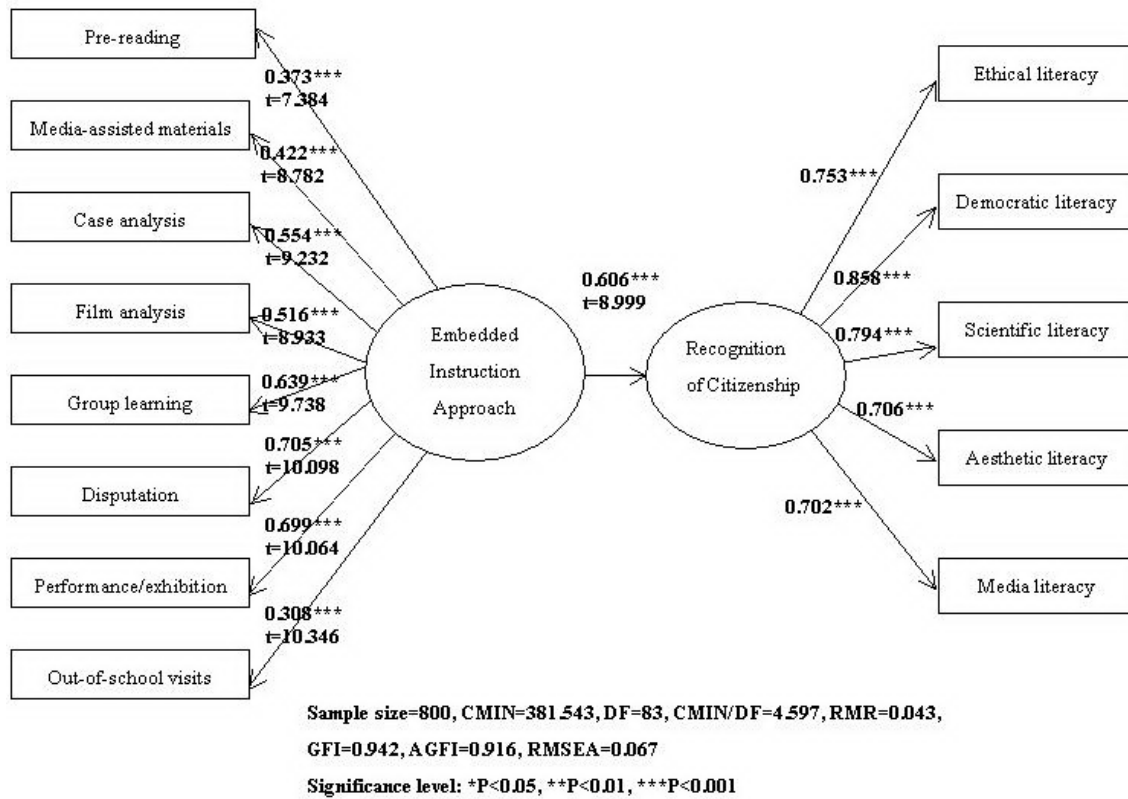 Pre-reading
0.373***
t=7.384
Media-assisted materials
0.422***
t=8.782
Case analysis
0.554***
t=9.232
Film analysis
0.516***
t=8.933
Group learning
0.639***
t=9.738
Disputation
0.705***
t=10.098
Performance/exhibition
0.699***
t=10.064
Out-of-school visits
0.308***
t=10.346
Embedded
Instruction
Approach
0.606***
t=8.999
Recognition
of Citizenship
Ethical literacy
0.753***
Democratic literacy
0.858***
Scientific literacy
0.794***
Aesthetic literacy
0.706***
Media literacy
0.702***
Sample size=800, CMIN=381.543, DF=83, CMIN/DF=4.597, RMR=0.043,
GFI=0.942, AGFI=0.916, RMSEA=0.067
Significance level: *P<0.05, **P<0.01, ***P<0.001